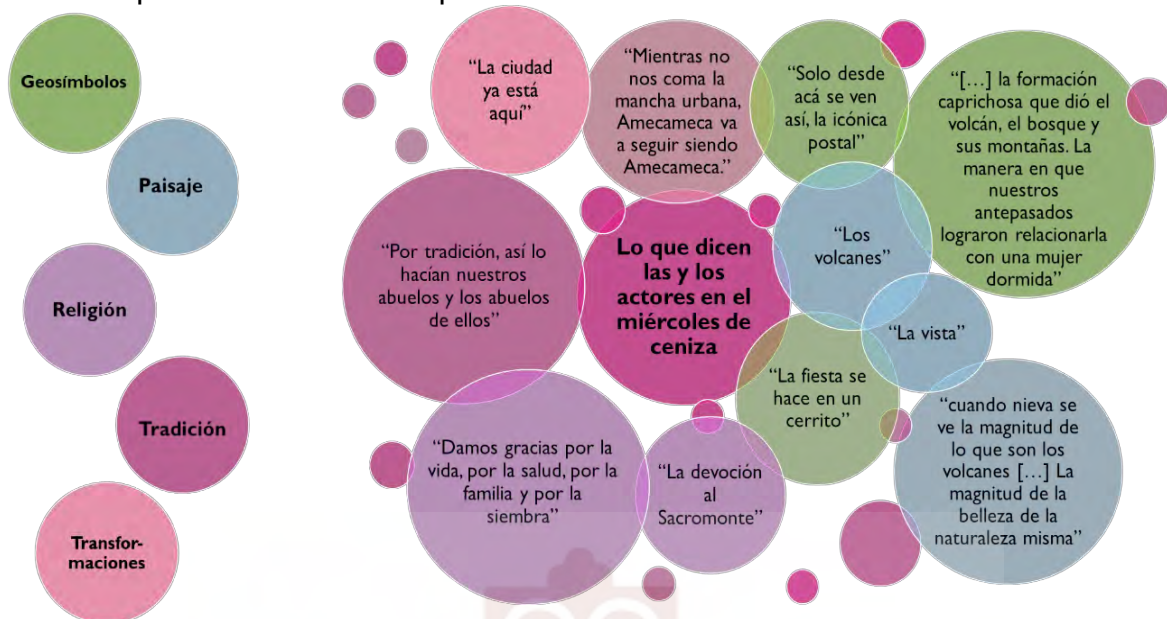 Geosímbolos
Paisaje
Religión
Tradición
Transfor-
maciones
“La ciudad
ya está
aquí”
“Mientras no
nos coma la
mancha urbana,
Amecameca va
a seguir siendo
Amecameca.”
“Solo desde
acá se ven
así, la icónica
postal”
“[…] la formación
caprichosa que dió el
volcán, el bosque y
sus montañas. La
manera en que
nuestros
antepasados
lograron relacionarla
con una mujer
dormida”
“Por tradición, así lo
hacían nuestros
abuelos y los abuelos
de ellos”
Lo que dicen
las y los
actores en el
miércoles de
ceniza
“Los
volcanes”
“La vista”
“La fiesta se
hace en un
cerrito”
“Damos gracias por la
vida, por la salud, por la
familia y por la
siembra”
“La devoción
al
Sacromonte”
“cuando nieva se
ve la magnitud de
lo que son los
volcanes […] La
magnitud de la
belleza de la
naturaleza misma”